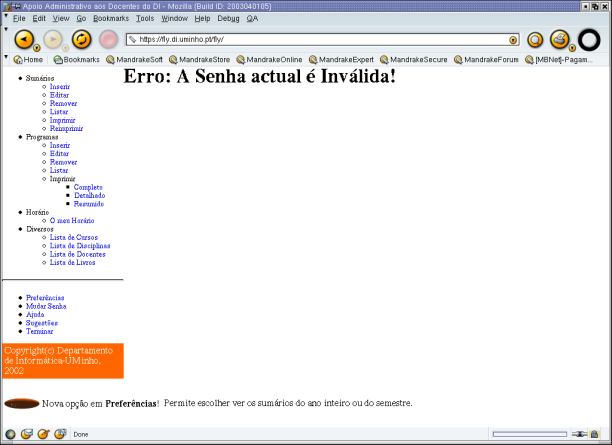 Apoio Administrativo aos Docentes do DI - Mozilla {Build ID: 2003040105}
File Edit View Go Bookmarks Tools Window Help Debug QA
https://fly.di.uminho.pt/fly/
Home Bookmarks MandrakeSoft MandrakeStore MandrakeOnline MandrakeExpert MandrakeSecure MandrakeForum [MBNet]-Pagam...
Erro: A Senha actual é Inválida!
Sumários
Inserir
Editar
Remover
Listar
Imprimir
Reimprimir
Programas
Inserir
Editar
Remover
Listar
Imprimir
Completo
Detalhado
Resumido
Horário
O meu Horário
Diversos
Lista de Cursos
Lista de Disciplinas
Lista de Docentes
Lista de Livros
Preferências
Mudar Senha
Ajuda
Sugestões
Terminar
Copyright(c) Departamento
de Informática-UMinho,
2002
Nova opção em Preferências! Permite escolher ver os sumários do ano inteiro ou do semestre.
Done